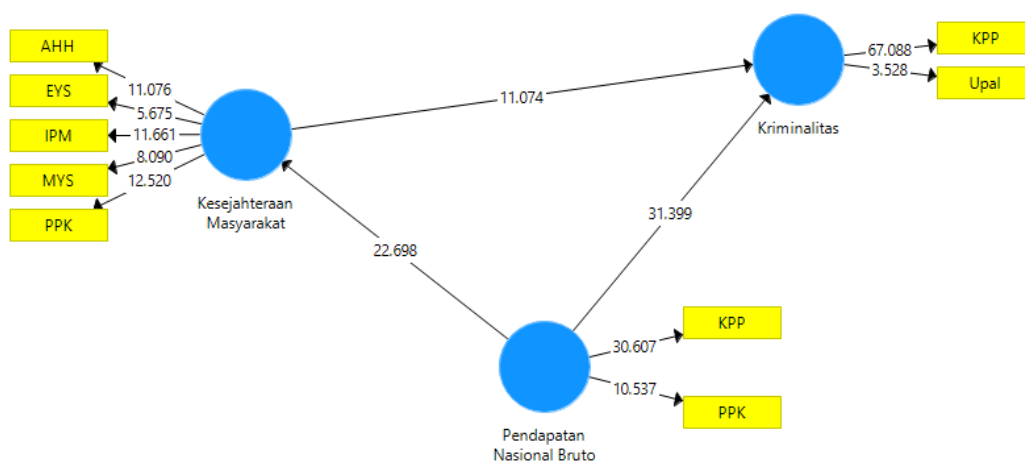 AHH
EYS
IPM
MYS
PPK
11.076
5.675
11.661
8.090
12.520
Kesejahteraan
Masyarakat
11.074
22.698
31.399
Kriminalitas
67.088
3.528
KPP
Upal
Pendapatan
Nasional Bruto
30.607
10.537
KPP
PPK